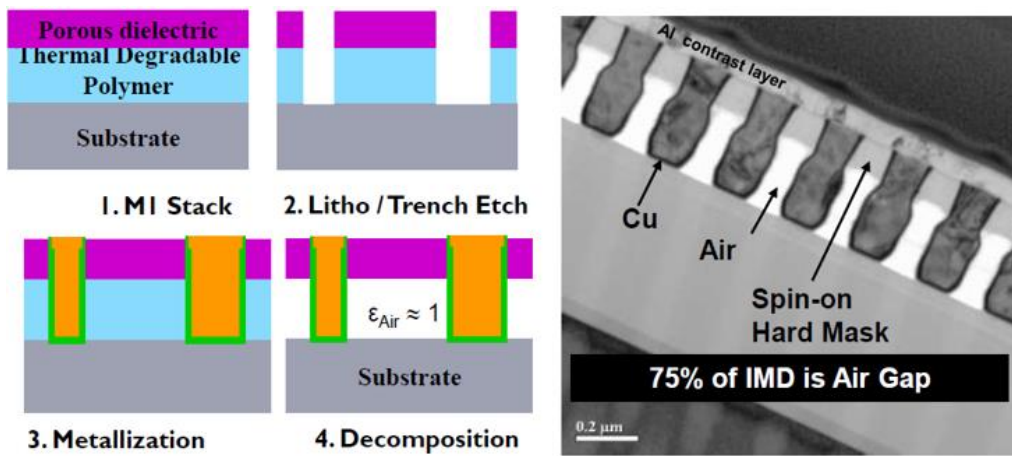 Porous dielectric
Thermal Degradable
Polymer
Substrate
1. M1 Stack
2. Litho / Trench Etch
3. Metallization
εAir ≈ 1
Substrate
4. Decomposition
Al contrast layer
Cu
Air
Spin-on
Hard Mask
75% of IMD is Air Gap
0.2 μm